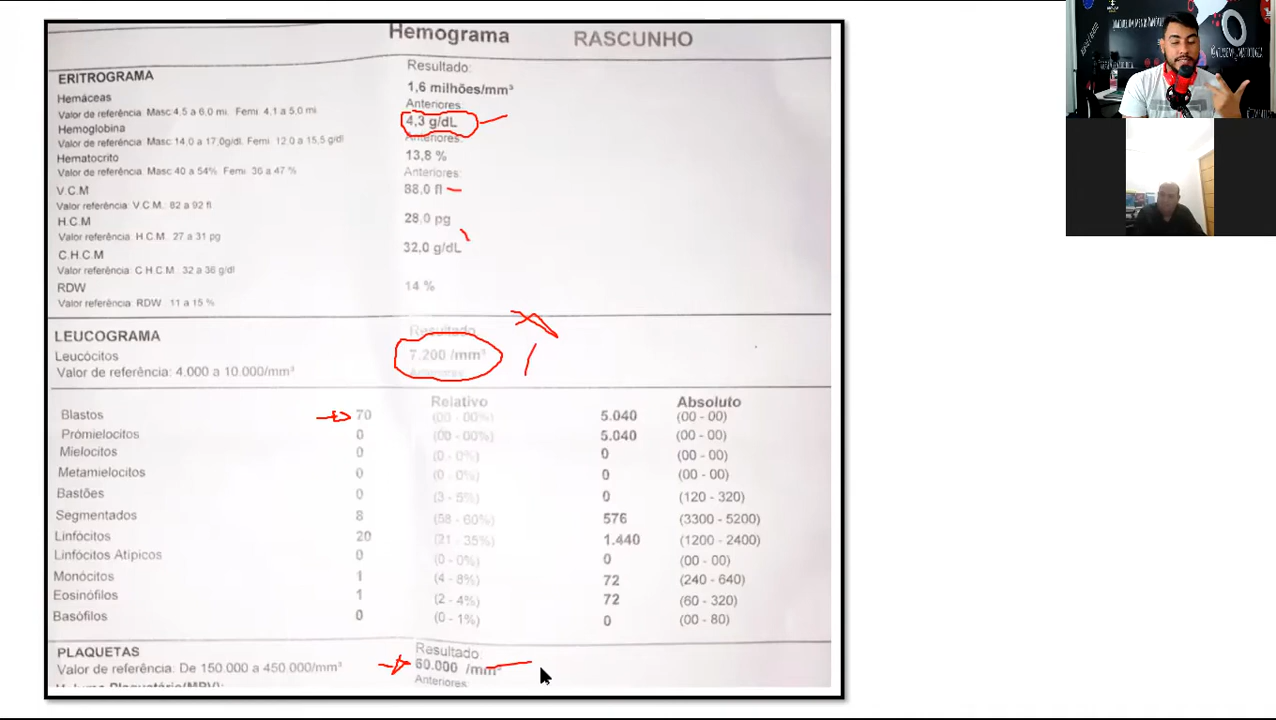 Hemograma RASCUNHO
ERITROGRAMA Resultado:
Hemáceas 1,6 milhões/mm³
Valor de referência: Masc 4.5 a 6.0 mi. Femi. 4.1 a 5,0 mi Anteriores
Hemoglobina 4,3 g/dL
Valor de referência: Masc 14.0 a 17,0g/dl. Femi: 12.0 a 15,5 g/dl Anteriores:
Hematocrito 13,8 %
Valor de referência: Masc 40 a 54% Femi: 36 a 47 % Anteriores:
V.C.M 88,0 fl
Valor referência: V.C.M.: 82 a 92 fl
H.C.M 28,0 pg
Valor referência: H.C.M. 27 a 31 pg
C.H.C.M 32,0 g/dL
Valor referência: C.H.C.M. 32 a 36 g/dl
RDW 14 %
Valor referência: RDW : 11 a 15 %
LEUCOGRAMA Resultado
Leucócitos 7.200 /mm³
Valor de referência: 4.000 a 10.000/mm³ Anteriores
Relativo Absoluto
Blastos 70 (00 - 00%) 5.040 (00 - 00)
Prómielocitos 0 (00 - 00%) 5.040 (00 - 00)
Mielocitos 0 (0 - 0%) 0 (00 - 00)
Metamielocitos 0 (0 - 0%) 0 (00 - 00)
Bastões 0 (3 - 5%) 0 (120 - 320)
Segmentados 8 (58 - 60%) 576 (3300 - 5200)
Linfócitos 20 (21 - 35%) 1.440 (1200 - 2400)
Linfócitos Atipicos 0 (0 - 0%) 0 (00 - 00)
Monócitos 1 (4 - 8%) 72 (240 - 640)
Eosinófilos 1 (2 - 4%) 72 (60 - 320)
Basófilos 0 (0 - 1%) 0 (00 - 80)
PLAQUETAS Resultado:
Valor de referência: De 150.000 a 450.000/mm³ 60.000 /mm³
Anteriores: